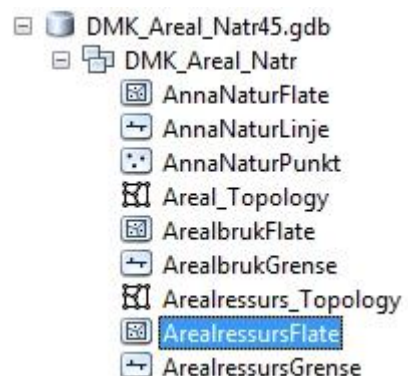 DMK_Areal_Natr45.gdb
DMK_Areal_Natr
AnnaNaturFlate
AnnaNaturLinje
AnnaNaturPunkt
Areal_Topology
ArealbrukFlate
ArealbrukGrense
Arealressurs_Topology
ArealressursFlate
ArealressursGrense